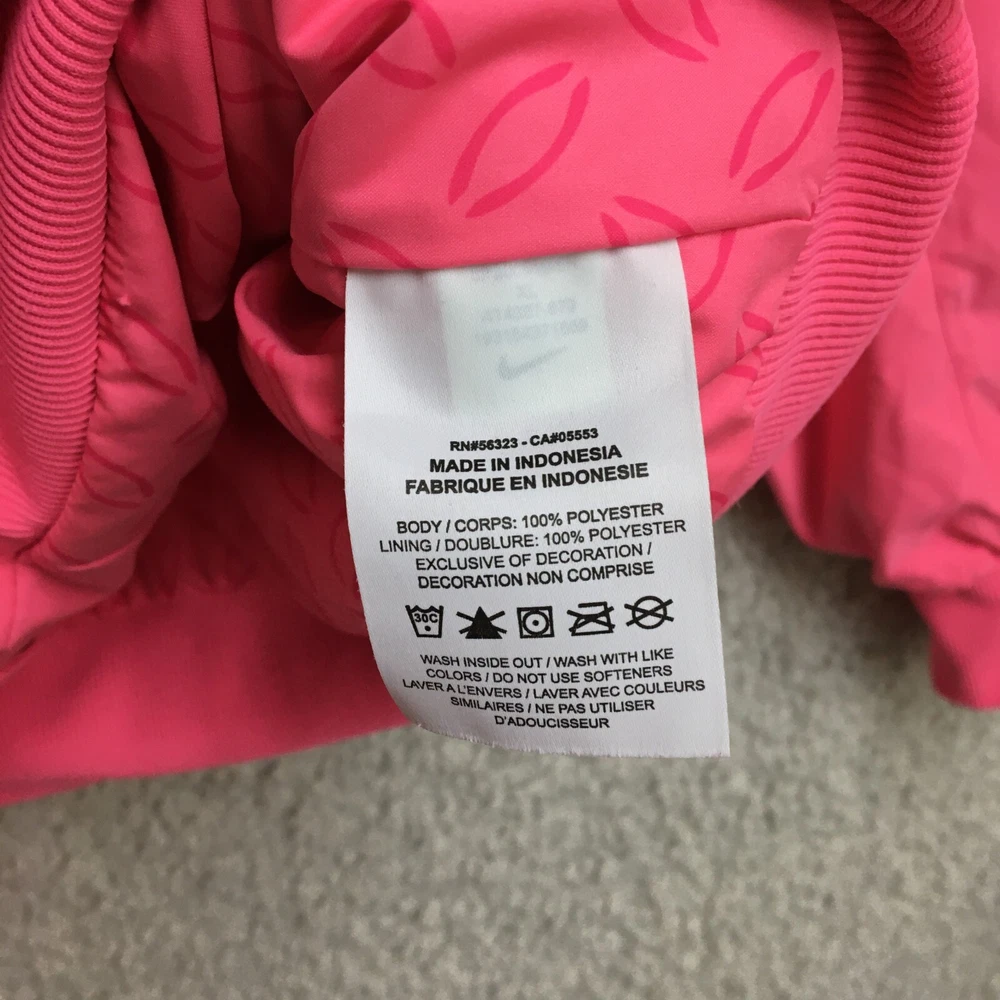 RN#56323 - CA#05553
MADE IN INDONESIA
FABRIQUE EN INDONESIE
BODY / CORPS: 100% POLYESTER
LINING / DOUBLURE: 100% POLYESTER
EXCLUSIVE OF DECORATION /
DECORATION NON COMPRISE
30C
WASH INSIDE OUT / WASH WITH LIKE
COLORS / DO NOT USE SOFTENERS
LAVER A L'ENVERS / LAVER AVEC COULEURS
SIMILAIRES / NE PAS UTILISER
D'ADOUCISSEUR